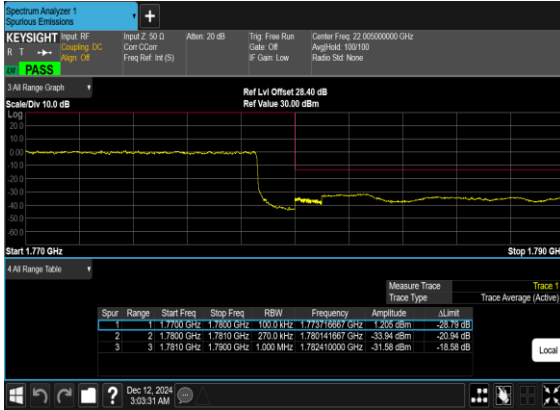 Spectrum Analyzer 1
Spurious Emissions
+
KEYSIGHT Input: RF Input Z: 50 Ω Atten: 20 dB Trig: Free Run Center Freq: 22.005000000 GHz
R T Coupling: DC Corr CCorr Gate: Off Avg|Hold: 100/100
Align: Off Freq Ref: Int (S) IF Gain: Low Radio Std: None
PASS
3 All Range Graph Ref Lvl Offset 28.40 dB
Scale/Div 10.0 dB Ref Value 30.00 dBm
Log
20.0
10.0
0.00
-10.0
-20.0
-30.0
-40.0
-50.0
-60.0
Start 1.770 GHz Stop 1.790 GH
4 All Range Table
Measure Trace Trace 1
Trace Type Trace Average (Active)
Spur Range Start Freq Stop Freq RBW Frequency Amplitude ΔLimit
1 1 1.7700 GHz 1.7800 GHz 100.0 kHz 1.773716667 GHz 1.205 dBm -28.79 dB
2 2 1.7800 GHz 1.7810 GHz 270.0 kHz 1.780141667 GHz -33.94 dBm -20.94 dB
3 3 1.7810 GHz 1.7900 GHz 1.000 MHz 1.782410000 GHz -31.58 dBm -18.58 dB
Local
? Dec 12, 2024
3:03:31 AM